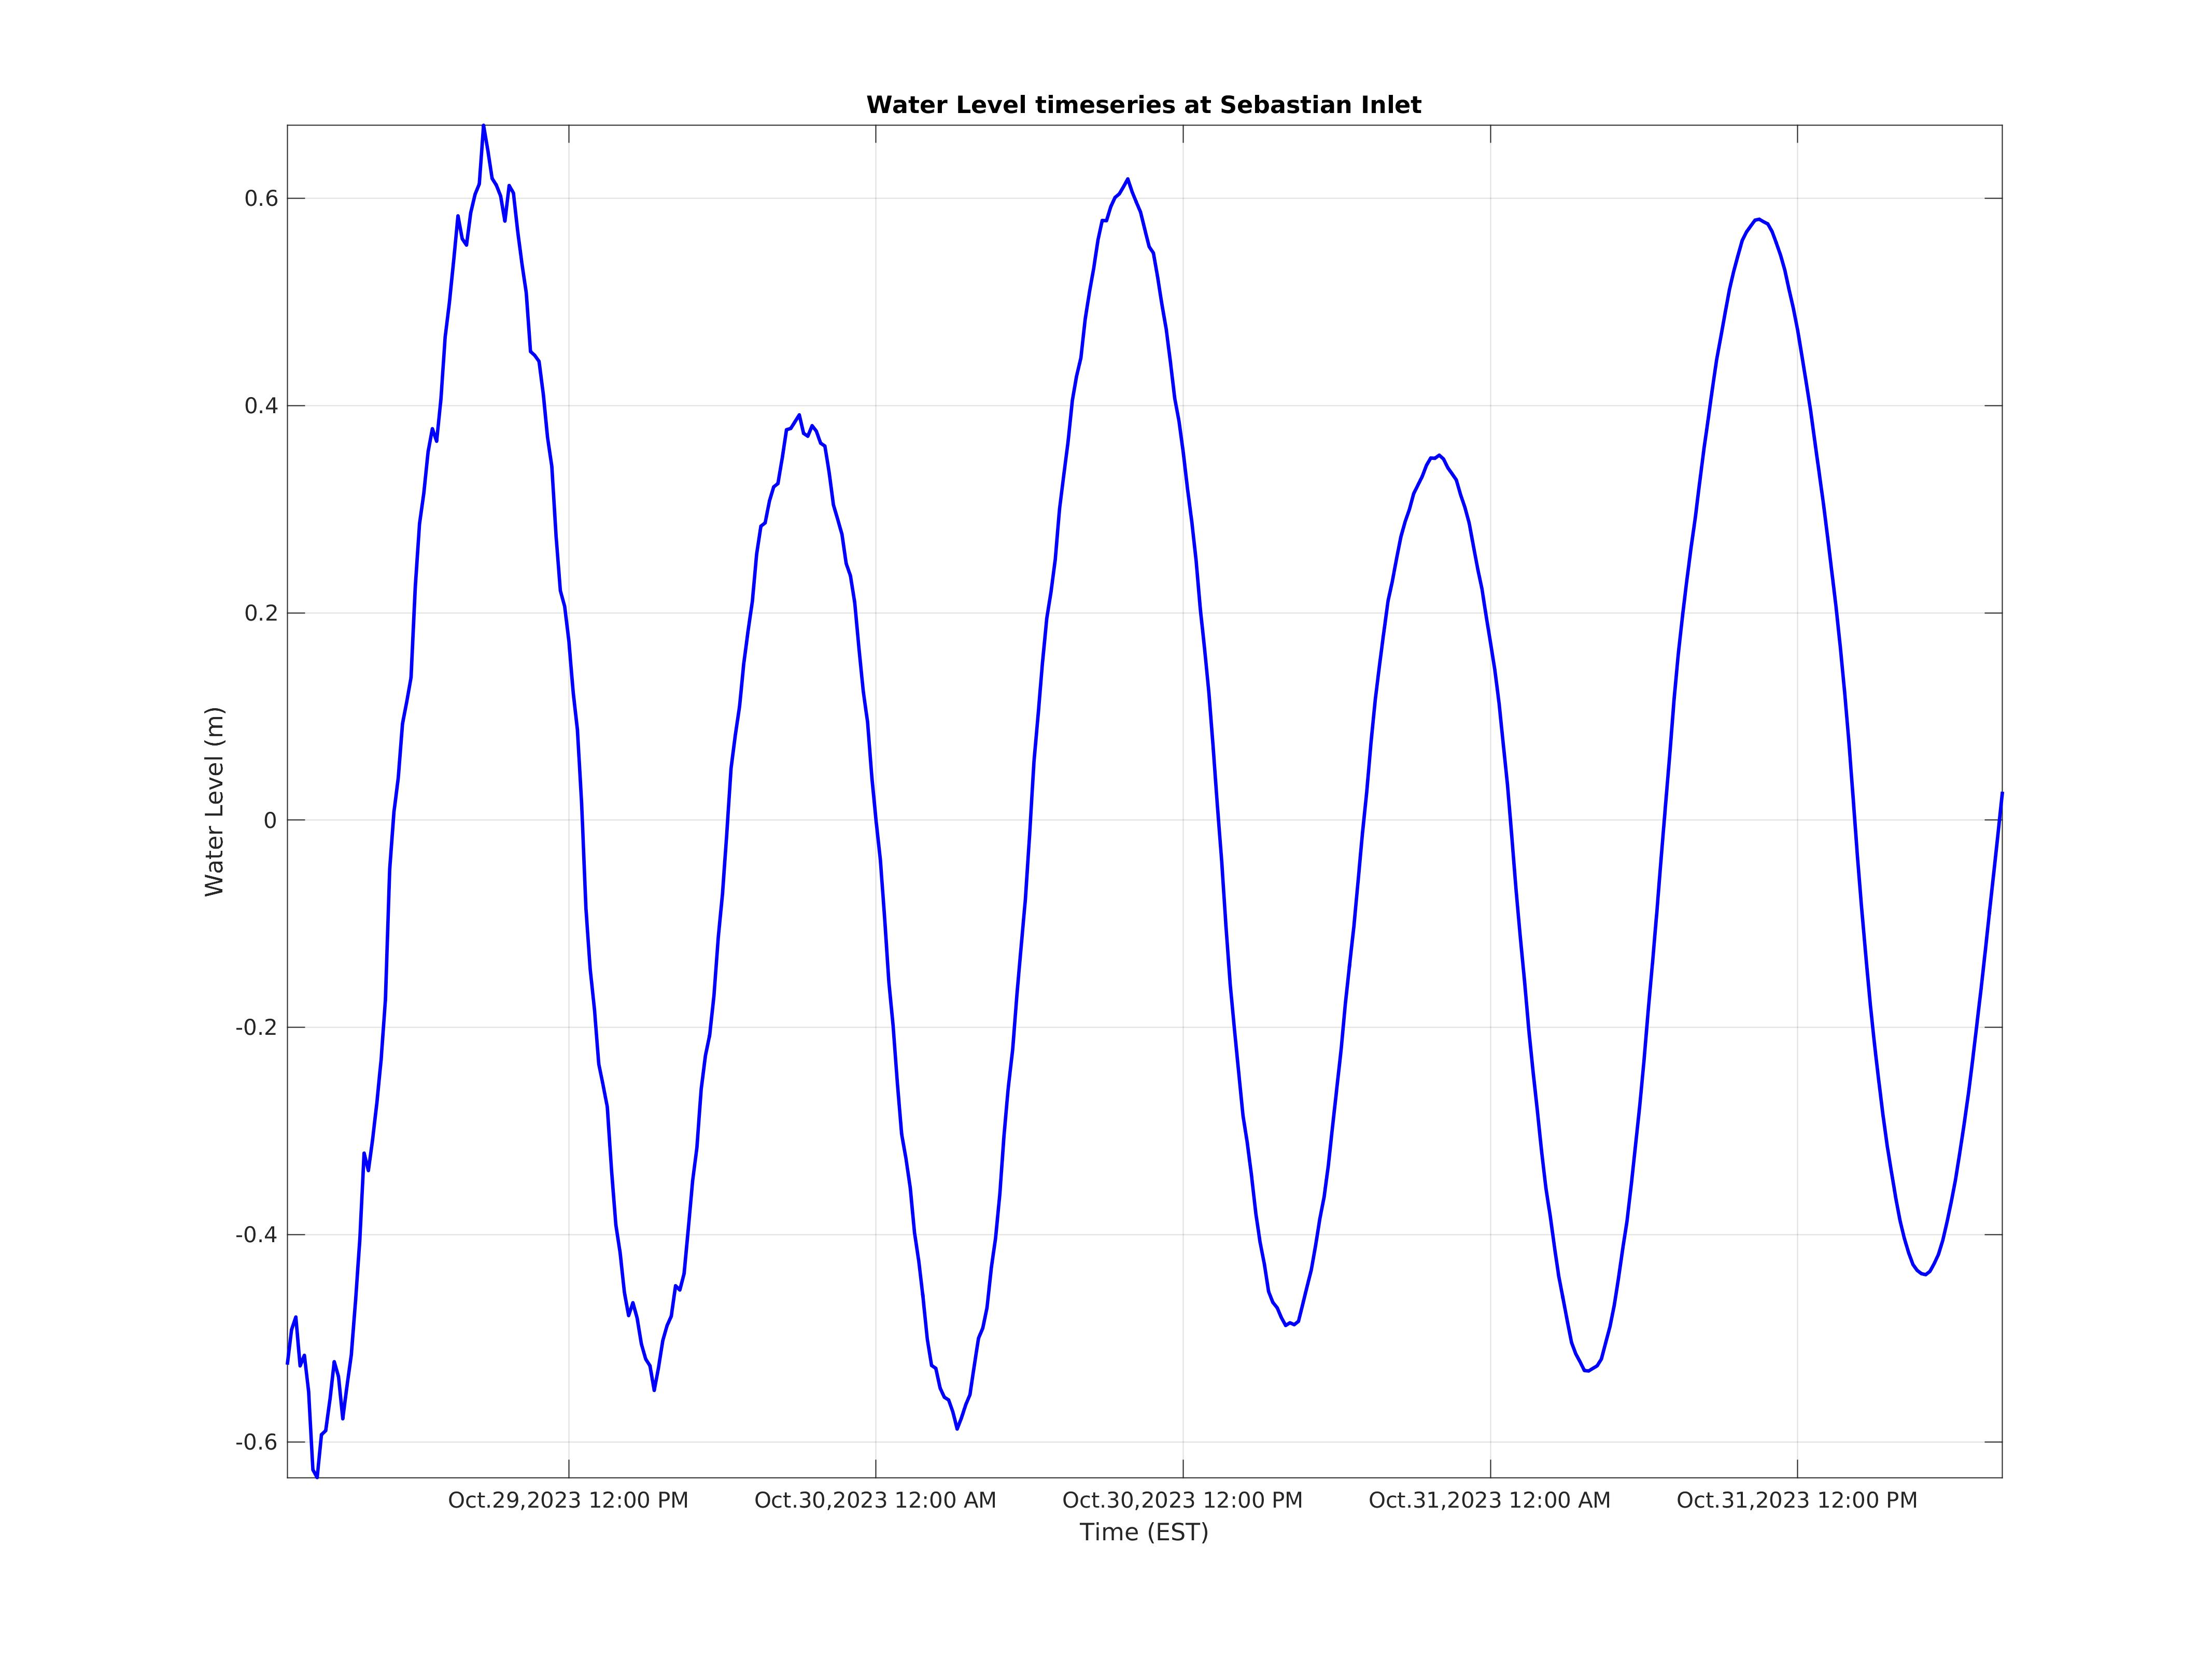 Water Level timeseries at Sebastian Inlet
0.6
0.4
0.2
0
-0.2
-0.4
-0.6
Water Level (m)
Oct.29,2023 12:00 PM
Oct.30,2023 12:00 AM
Oct.30,2023 12:00 PM
Oct.31,2023 12:00 AM
Oct.31,2023 12:00 PM
Time (EST)